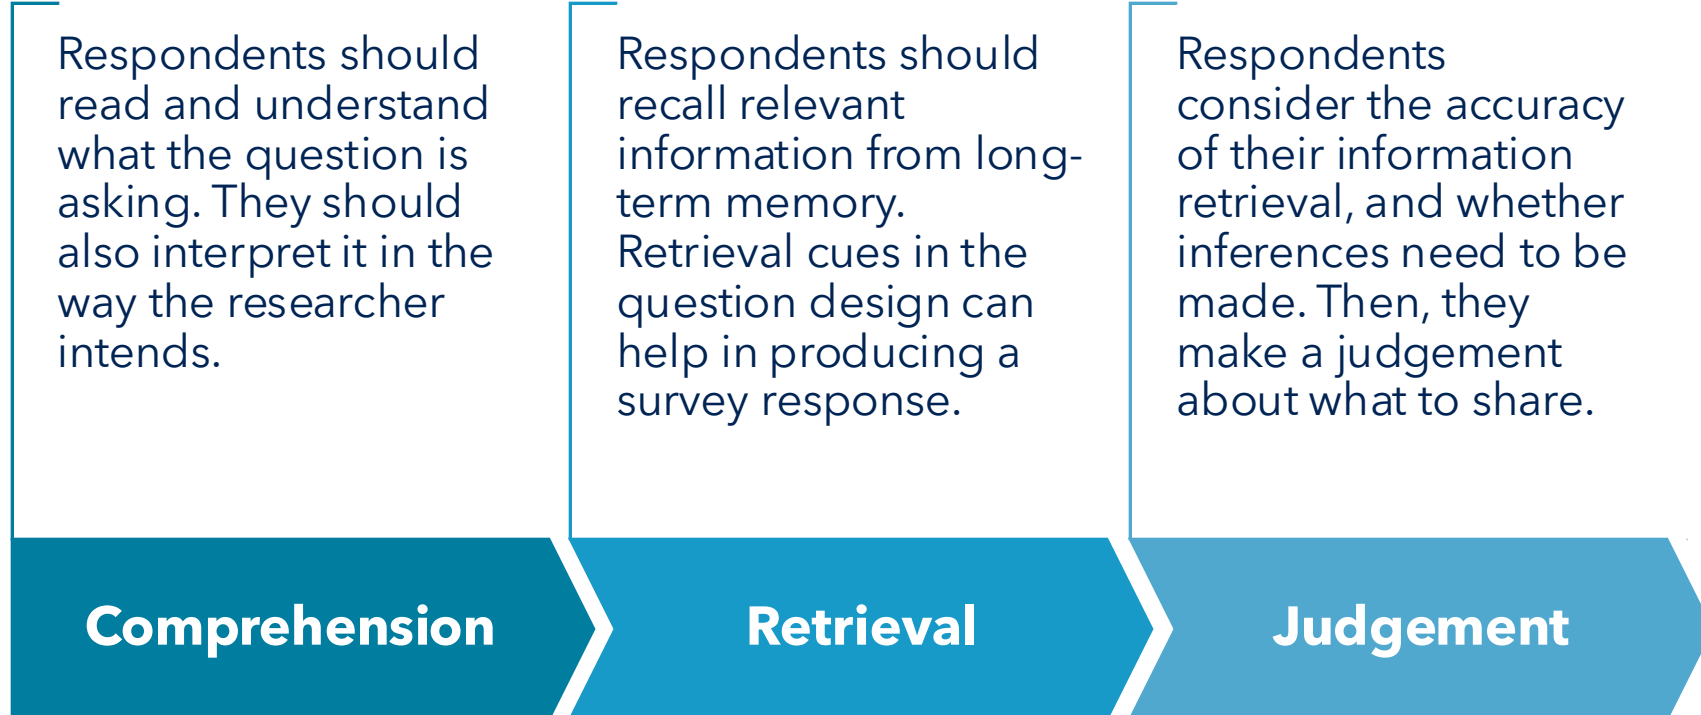 Respondents should
read and understand
what the question is
asking. They should
also interpret it in the
way the researcher
intends.
Respondents should
recall relevant
information from long-
term memory.
Retrieval cues in the
question design can
help in producing a
survey response.
Respondents
consider the accuracy
of their information
retrieval, and whether
inferences need to be
made. Then, they
make a judgement
about what to share.
Comprehension
Retrieval
Judgement